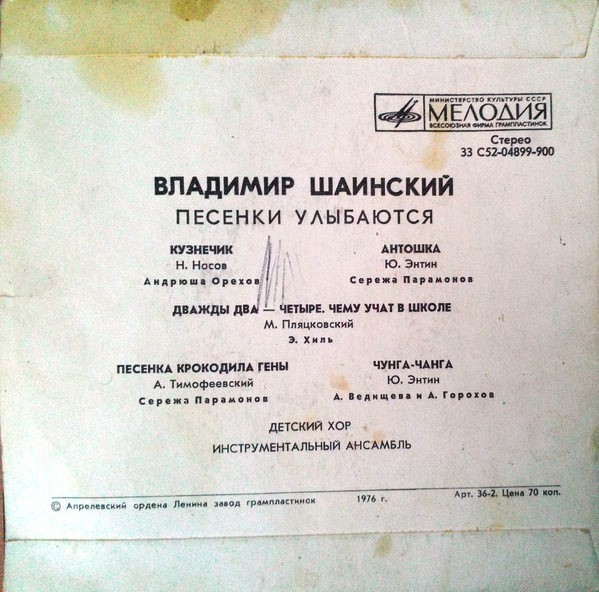 МИНИСТЕРСТВО КУЛЬТУРЫ СССР
МЕЛОДИЯ
ВСЕСОЮЗНАЯ ФИРМА ГРАМПЛАСТИНОК
Стерео
33 С52-04899-900
ВЛАДИМИР ШАИНСКИЙ
ПЕСЕНКИ УЛЫБАЮТСЯ
КУЗНЕЧИК
Н. Носов
Андрюша Орехов
АНТОШКА
Ю. Энтин
Сережа Парамонов
ДВАЖДЫ ДВА — ЧЕТЫРЕ. ЧЕМУ УЧАТ В ШКОЛЕ
М. Пляцковский
Э. Хиль
ПЕСЕНКА КРОКОДИЛА ГЕНЫ
А. Тимофеевский
Сережа Парамонов
ЧУНГА-ЧАНГА
Ю. Энтин
А. Ведищева и А. Горохов
ДЕТСКИЙ ХОР
ИНСТРУМЕНТАЛЬНЫЙ АНСАМБЛЬ
© Апрелевский ордена Ленина завод грампластинок 1976 г. Арт. 36-2. Цена 70 коп.